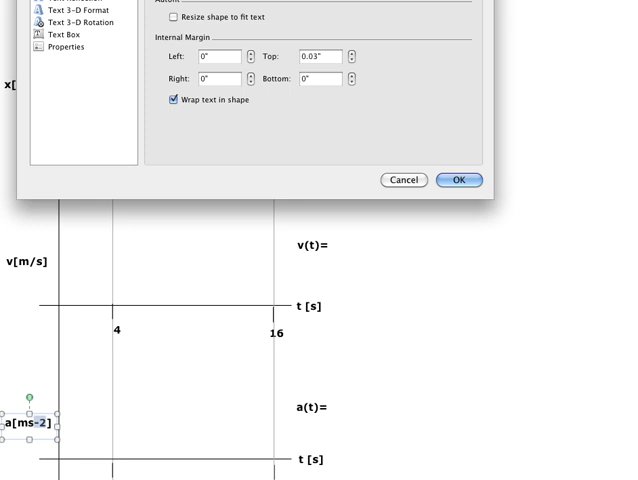 Text 3-D Format
Resize shape to fit text
Text 3-D Rotation
Text Box
Internal Margin
Properties
Left: 0" Top: 0.03"
Right: 0" Bottom: 0"
x[
Wrap text in shape
Cancel OK
v(t)=
v[m/s]
t [s]
4
16
a(t)=
a[ms-2]
t [s]